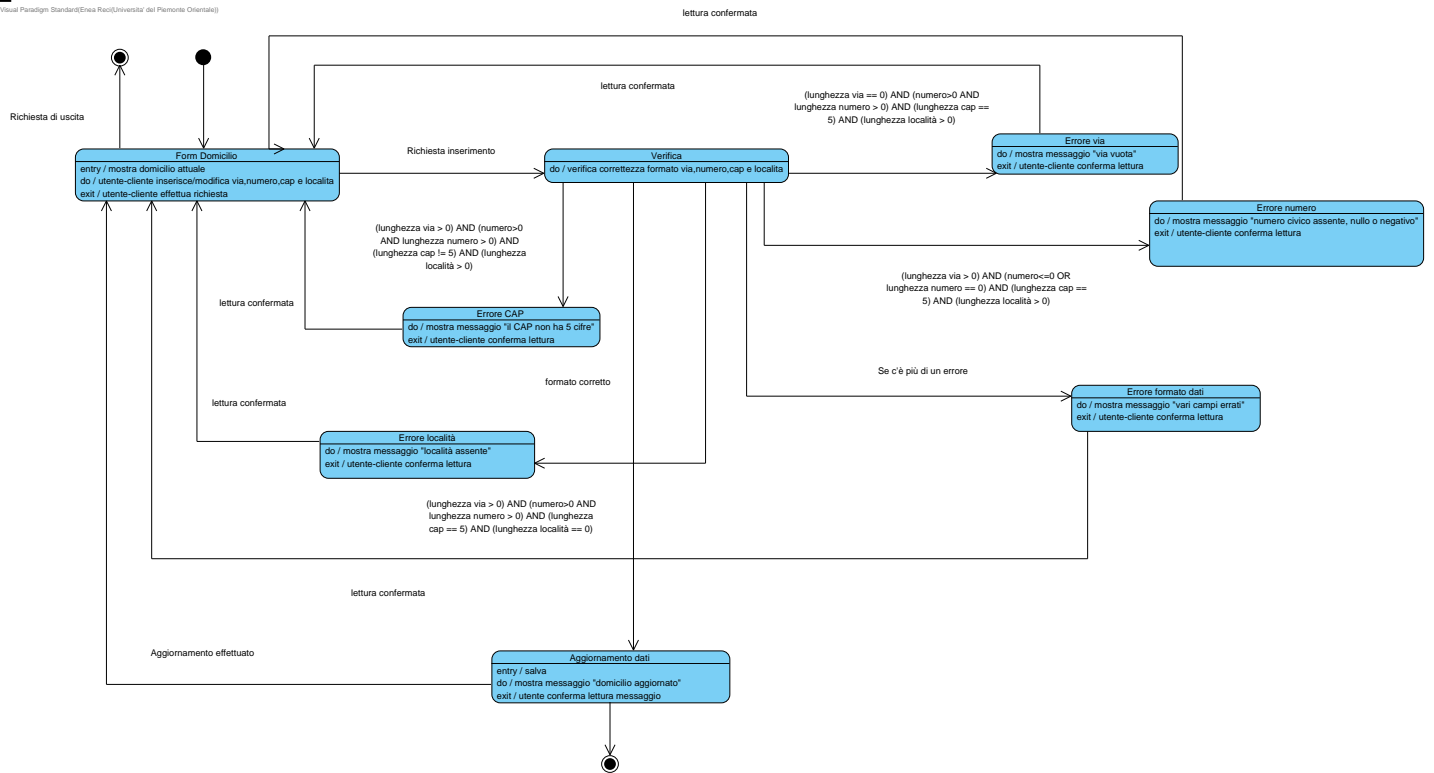 Visual Paradigm Standard(Enea Reci(Universita' del Piemonte Orientale))
lettura confermata
lettura confermata
(lunghezza via == 0) AND (numero>0 AND
lunghezza numero > 0) AND (lunghezza cap ==
5) AND (lunghezza località > 0)
Richiesta di uscita
Form Domicilio
entry / mostra domicilio attuale
do / utente-cliente inserisce/modifica via,numero,cap e localita
exit / utente-cliente effettua richiesta
Richiesta inserimento
Verifica
do / verifica correttezza formato via,numero,cap e localita
Errore via
do / mostra messaggio "via vuota"
exit / utente-cliente conferma lettura
Errore numero
do / mostra messaggio "numero civico assente, nullo o negativo"
exit / utente-cliente conferma lettura
(lunghezza via > 0) AND (numero>0
AND lunghezza numero > 0) AND
(lunghezza cap != 5) AND (lunghezza
località > 0)
(lunghezza via > 0) AND (numero<=0 OR
lunghezza numero == 0) AND (lunghezza cap ==
5) AND (lunghezza località > 0)
lettura confermata
Errore CAP
do / mostra messaggio "il CAP non ha 5 cifre"
exit / utente-cliente conferma lettura
formato corretto
Se c'è più di un errore
Errore formato dati
do / mostra messaggio "vari campi errati"
exit / utente-cliente conferma lettura
lettura confermata
Errore località
do / mostra messaggio "località assente"
exit / utente-cliente conferma lettura
(lunghezza via > 0) AND (numero>0 AND
lunghezza numero > 0) AND (lunghezza
cap == 5) AND (lunghezza località == 0)
lettura confermata
Aggiornamento effettuato
Aggiornamento dati
entry / salva
do / mostra messaggio "domicilio aggiornato"
exit / utente conferma lettura messaggio